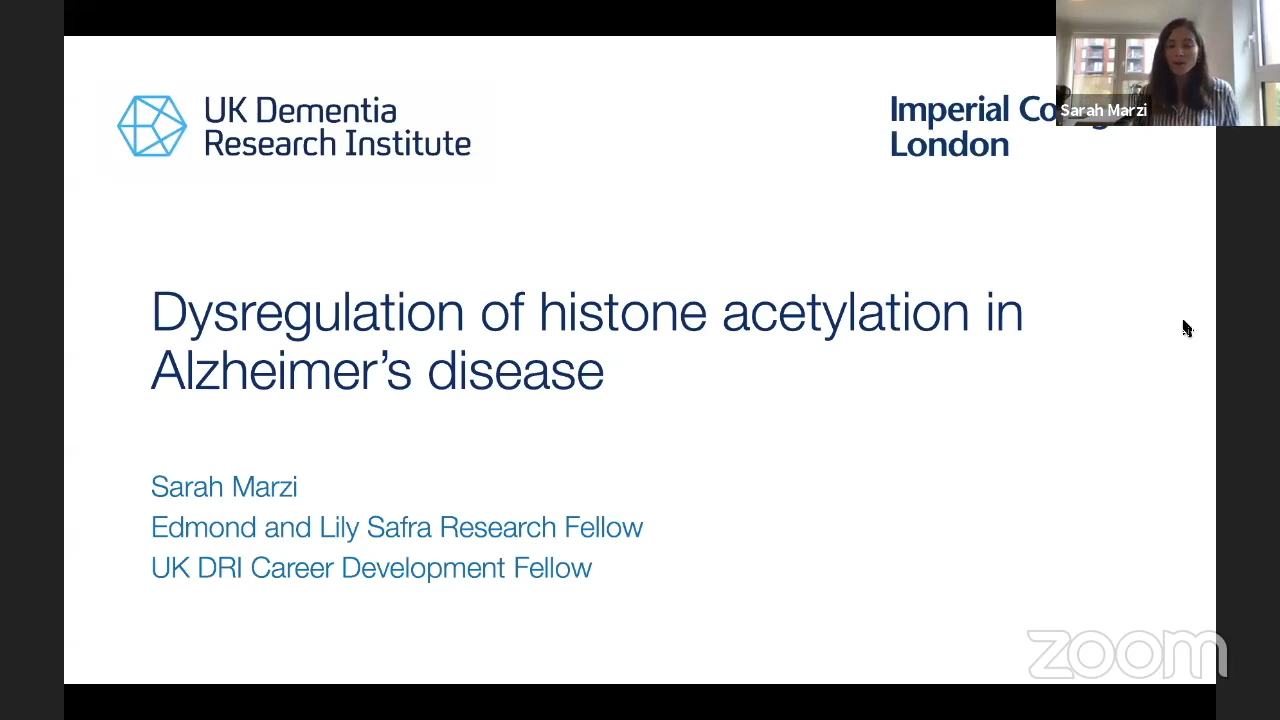 UK Dementia
Research Institute
Imperial Co
London
Sarah Marzi
Dysregulation of histone acetylation in
Alzheimer's disease
Sarah Marzi
Edmond and Lily Safra Research Fellow
UK DRI Career Development Fellow
zoom